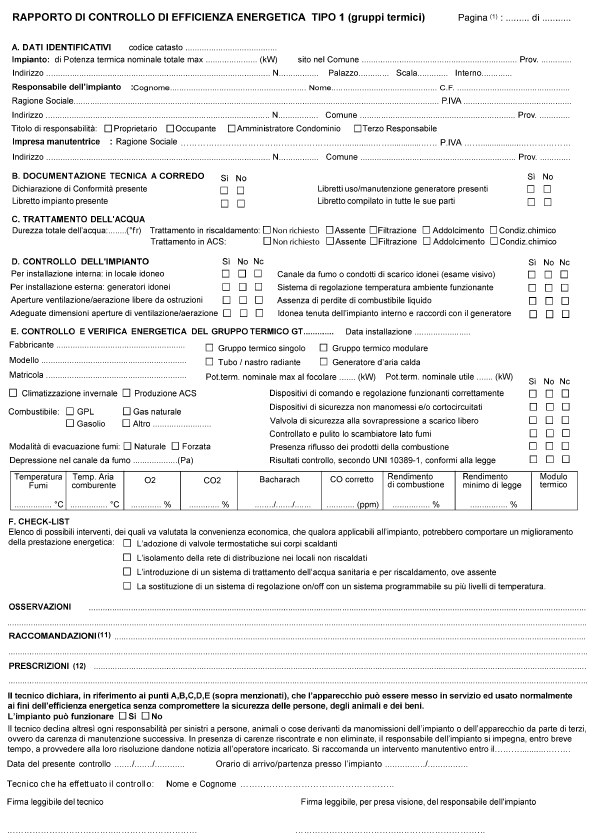 RAPPORTO DI CONTROLLO DI EFFICIENZA ENERGETICA TIPO 1 (gruppi termici) Pagina (1) : ......... di ...........
A. DATI IDENTIFICATIVI codice catasto ......................................
Impianto: di Potenza termica nominale totale max ....................... (kW) sito nel Comune ........................................ Prov. ..............
Indirizzo ........................................ N............... Palazzo............ Scala............ Interno............
Responsabile dell'impianto :Cognome........................................ Nome........................................ C.F. ........................................
Ragione Sociale........................................ P.IVA ........................................
Indirizzo ........................................ N............... Comune ........................................ Prov. ..............
Titolo di responsabilità: ☐ Proprietario ☐ Occupante ☐ Amministratore Condominio ☐ Terzo Responsabile
Impresa manutentrice : Ragione Sociale ........................................ P.IVA ........................................
Indirizzo ........................................ N............... Comune ........................................ Prov. ..............
B. DOCUMENTAZIONE TECNICA A CORREDO Sì No Sì No
Dichiarazione di Conformità presente ☐ ☐ Libretti uso/manutenzione generatore presenti ☐ ☐
Libretto impianto presente ☐ ☐ Libretto compilato in tutte le sue parti ☐ ☐
C. TRATTAMENTO DELL'ACQUA
Durezza totale dell'acqua:........(°fr) Trattamento in riscaldamento: ☐ Non richiesto ☐ Assente ☐ Filtrazione ☐ Addolcimento ☐ Condiz.chimico
Trattamento in ACS: ☐ Non richiesto ☐ Assente ☐ Filtrazione ☐ Addolcimento ☐ Condiz.chimico
D. CONTROLLO DELL'IMPIANTO Sì No Nc Sì No Nc
Per installazione interna: in locale idoneo ☐ ☐ ☐ Canale da fumo o condotti di scarico idonei (esame visivo) ☐ ☐ ☐
Per installazione esterna: generatori idonei ☐ ☐ ☐ Sistema di regolazione temperatura ambiente funzionante ☐ ☐ ☐
Aperture ventilazione/aerazione libere da ostruzioni ☐ ☐ ☐ Assenza di perdite di combustibile liquido ☐ ☐ ☐
Adeguate dimensioni aperture di ventilazione/aerazione ☐ ☐ ☐ Idonea tenuta dell'impianto interno e raccordi con il generatore ☐ ☐ ☐
E. CONTROLLO E VERIFICA ENERGETICA DEL GRUPPO TERMICO GT............ Data installazione .......................
Fabbricante ........................................ ☐ Gruppo termico singolo ☐ Gruppo termico modulare
Modello ........................................ ☐ Tubo / nastro radiante ☐ Generatore d'aria calda
Matricola ........................................ Pot.term. nominale max al focolare ....... (kW) Pot.term. nominale utile ...... (kW) Sì No Nc
☐ Climatizzazione invernale ☐ Produzione ACS Dispositivi di comando e regolazione funzionanti correttamente ☐ ☐ ☐
Dispositivi di sicurezza non manomessi e/o cortocircuitati ☐ ☐ ☐
Combustibile: ☐ GPL ☐ Gas naturale
☐ Gasolio ☐ Altro ........................ Valvola di sicurezza alla sovrapressione a scarico libero ☐ ☐ ☐
Controllato e pulito lo scambiatore lato fumi ☐ ☐ ☐
Modalità di evacuazione fumi: ☐ Naturale ☐ Forzata Presenza riflusso dei prodotti della combustione ☐ ☐ ☐
Depressione nel canale da fumo .................(Pa) Risultati controllo, secondo UNI 10389-1, conformi alla legge ☐ ☐ ☐
Temperatura Fumi Temp. Aria comburente O2 CO2 Bacharach CO corretto Rendimento di combustione Rendimento minimo di legge Modulo termico
............... °C ............... °C ............... % ............... % ....../....../...... ........... (ppm) ............... % ............... %
F. CHECK-LIST
Elenco di possibili interventi, dei quali va valutata la convenienza economica, che qualora applicabili all'impianto, potrebbero comportare un miglioramento
della prestazione energetica: ☐ L'adozione di valvole termostatiche sui corpi scaldanti
☐ L'isolamento della rete di distribuzione nei locali non riscaldati
☐ L'introduzione di un sistema di trattamento dell'acqua sanitaria e per riscaldamento, ove assente
☐ La sostituzione di un sistema di regolazione on/off con un sistema programmabile su più livelli di temperatura.
OSSERVAZIONI ........................................
........................................
RACCOMANDAZIONI(11) ........................................
........................................
PRESCRIZIONI (12) ........................................
........................................
Il tecnico dichiara, in riferimento ai punti A,B,C,D,E (sopra menzionati), che l'apparecchio può essere messo in servizio ed usato normalmente
ai fini dell'efficienza energetica senza compromettere la sicurezza delle persone, degli animali e dei beni.
L'impianto può funzionare ☐ Sì ☐ No
Il tecnico declina altresì ogni responsabilità per sinistri a persone, animali o cose derivanti da manomissioni dell'impianto o dell'apparecchio da parte di terzi,
ovvero da carenza di manutenzione successiva. In presenza di carenze riscontrate e non eliminate, il responsabile dell'impianto si impegna, entro breve
tempo, a provvedere alla loro risoluzione dandone notizia all'operatore incaricato. Si raccomanda un intervento manutentivo entro il........................
Data del presente controllo ......./......./.......... Orario di arrivo/partenza presso l'impianto ............./...............
Tecnico che ha effettuato il controllo: Nome e Cognome ........................................
Firma leggibile del tecnico Firma leggibile, per presa visione, del responsabile dell'impianto
........................................ ........................................